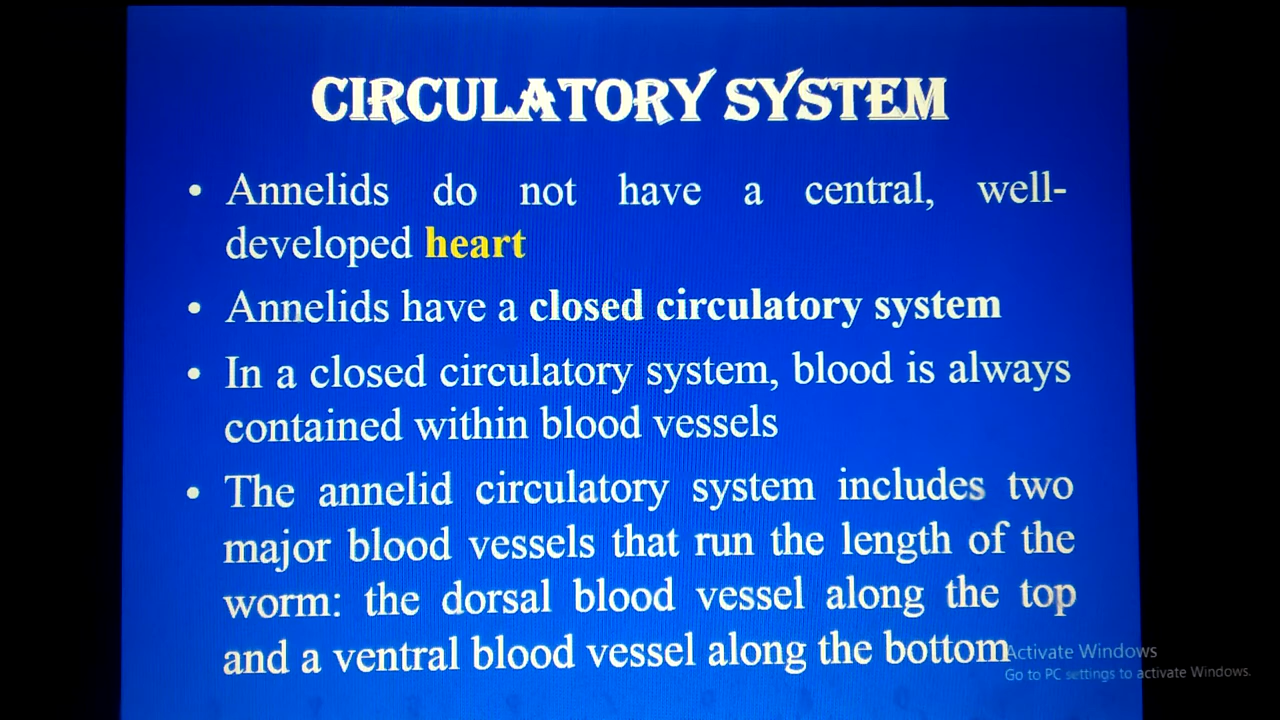 CIRCULATORY SYSTEM
• Annelids do not have a central, well-
developed heart
• Annelids have a closed circulatory system
• In a closed circulatory system, blood is always
contained within blood vessels
• The annelid circulatory system includes two
major blood vessels that run the length of the
worm: the dorsal blood vessel along the top
and a ventral blood vessel along the bottom
Activate Windows
Go to PC settings to activate Windows.